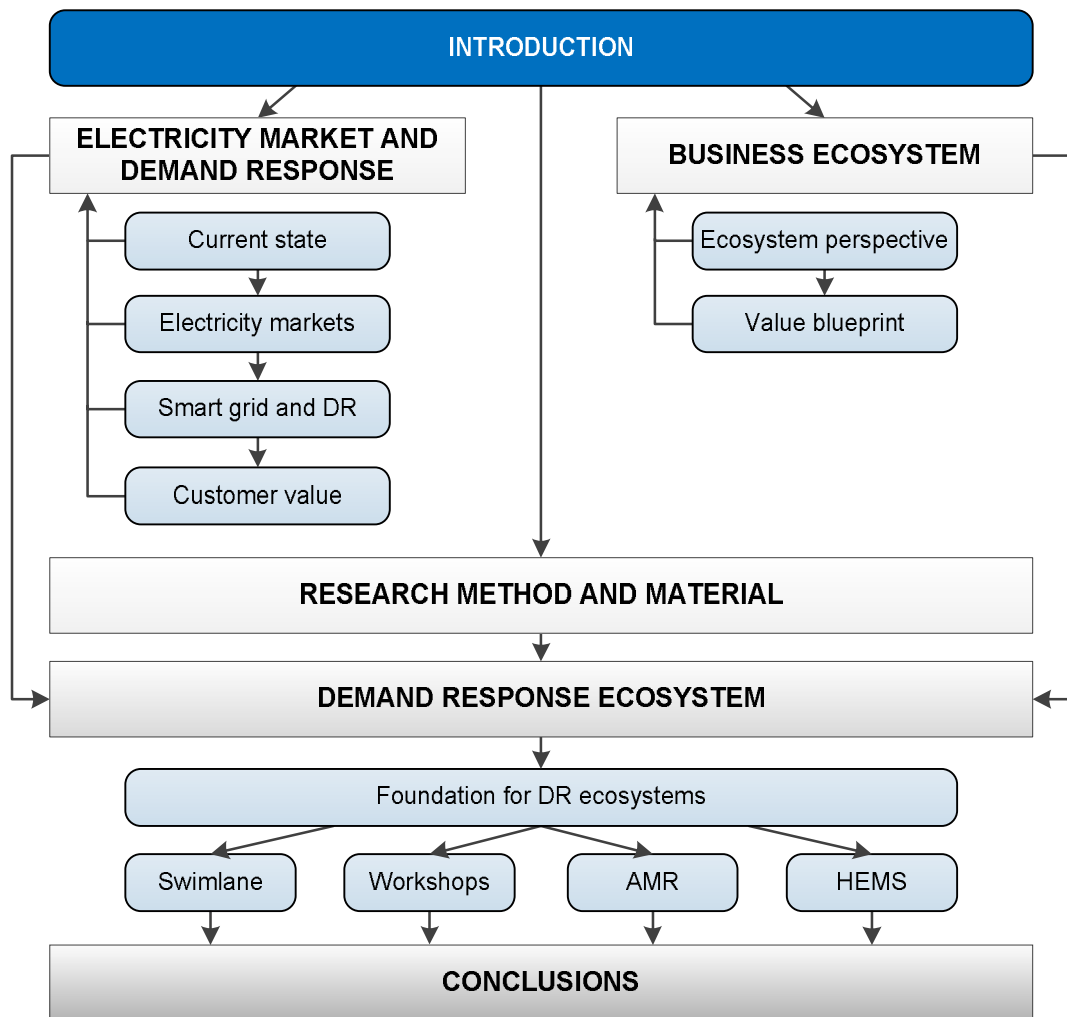 INTRODUCTION
ELECTRICITY MARKET AND
DEMAND RESPONSE
Current state
Electricity markets
Smart grid and DR
Customer value
BUSINESS ECOSYSTEM
Ecosystem perspective
Value blueprint
RESEARCH METHOD AND MATERIAL
DEMAND RESPONSE ECOSYSTEM
Foundation for DR ecosystems
Swimlane
Workshops
AMR
HEMS
CONCLUSIONS